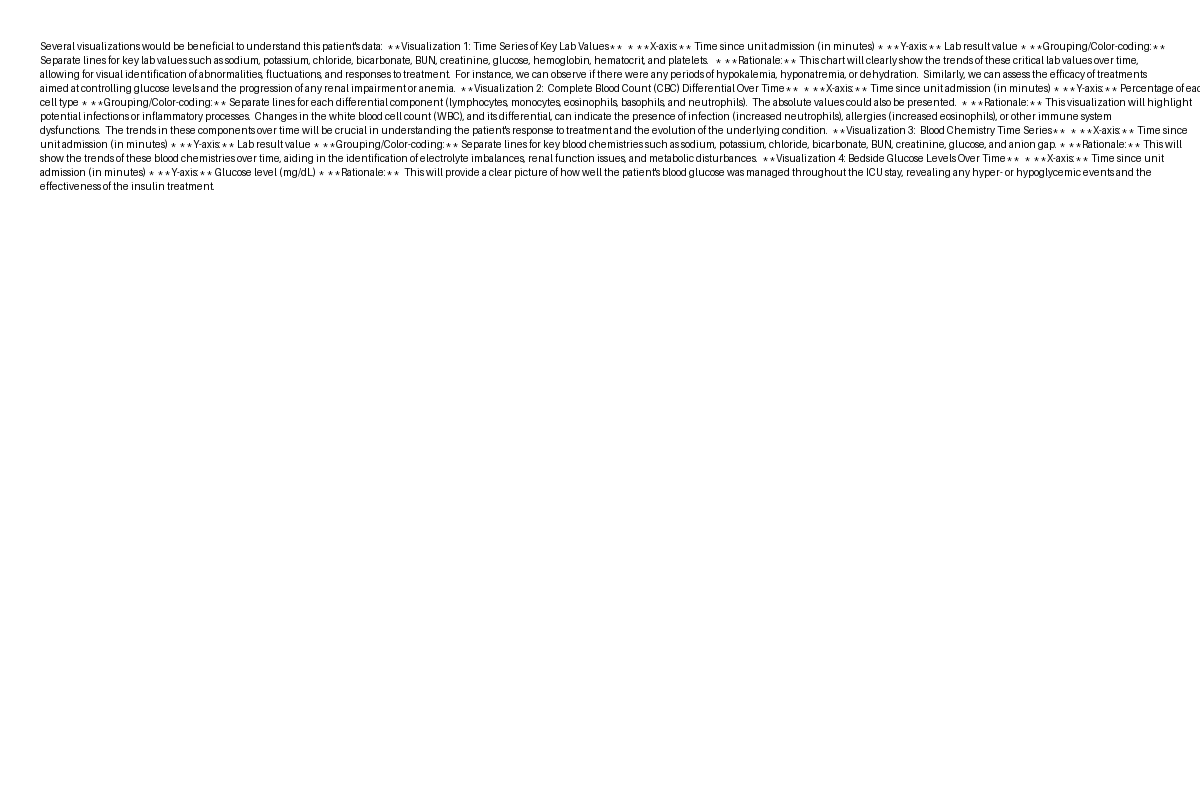 Several visualizations would be beneficial to understand this patient's data:  **Visualization 1: Time Series of Key Lab Values**  * **X-axis:** Time since unit admission (in minutes) * **Y-axis:** Lab result value * **Grouping/Color-coding:**
Separate lines for key lab values such as sodium, potassium, chloride, bicarbonate, BUN, creatinine, glucose, hemoglobin, hematocrit, and platelets.  * **Rationale:** This chart will clearly show the trends of these critical lab values over time,
allowing for visual identification of abnormalities, fluctuations, and responses to treatment.  For instance, we can observe if there were any periods of hypokalemia, hyponatremia, or dehydration.  Similarly, we can assess the efficacy of treatments
aimed at controlling glucose levels and the progression of any renal impairment or anemia.  **Visualization 2:  Complete Blood Count (CBC) Differential Over Time**  * **X-axis:** Time since unit admission (in minutes) * **Y-axis:** Percentage of eac
cell type * **Grouping/Color-coding:** Separate lines for each differential component (lymphocytes, monocytes, eosinophils, basophils, and neutrophils).  The absolute values could also be presented.  * **Rationale:** This visualization will highlight
potential infections or inflammatory processes.  Changes in the white blood cell count (WBC), and its differential, can indicate the presence of infection (increased neutrophils), allergies (increased eosinophils), or other immune system
dysfunctions.  The trends in these components over time will be crucial in understanding the patient's response to treatment and the evolution of the underlying condition.  **Visualization 3:  Blood Chemistry Time Series**  * **X-axis:** Time since
unit admission (in minutes) * **Y-axis:** Lab result value * **Grouping/Color-coding:** Separate lines for key blood chemistries such as sodium, potassium, chloride, bicarbonate, BUN, creatinine, glucose, and anion gap. * **Rationale:** This will
show the trends of these blood chemistries over time, aiding in the identification of electrolyte imbalances, renal function issues, and metabolic disturbances.  **Visualization 4: Bedside Glucose Levels Over Time**  * **X-axis:** Time since unit
admission (in minutes) * **Y-axis:** Glucose level (mg/dL) * **Rationale:**  This will provide a clear picture of how well the patient's blood glucose was managed throughout the ICU stay, revealing any hyper- or hypoglycemic events and the
effectiveness of the insulin treatment.